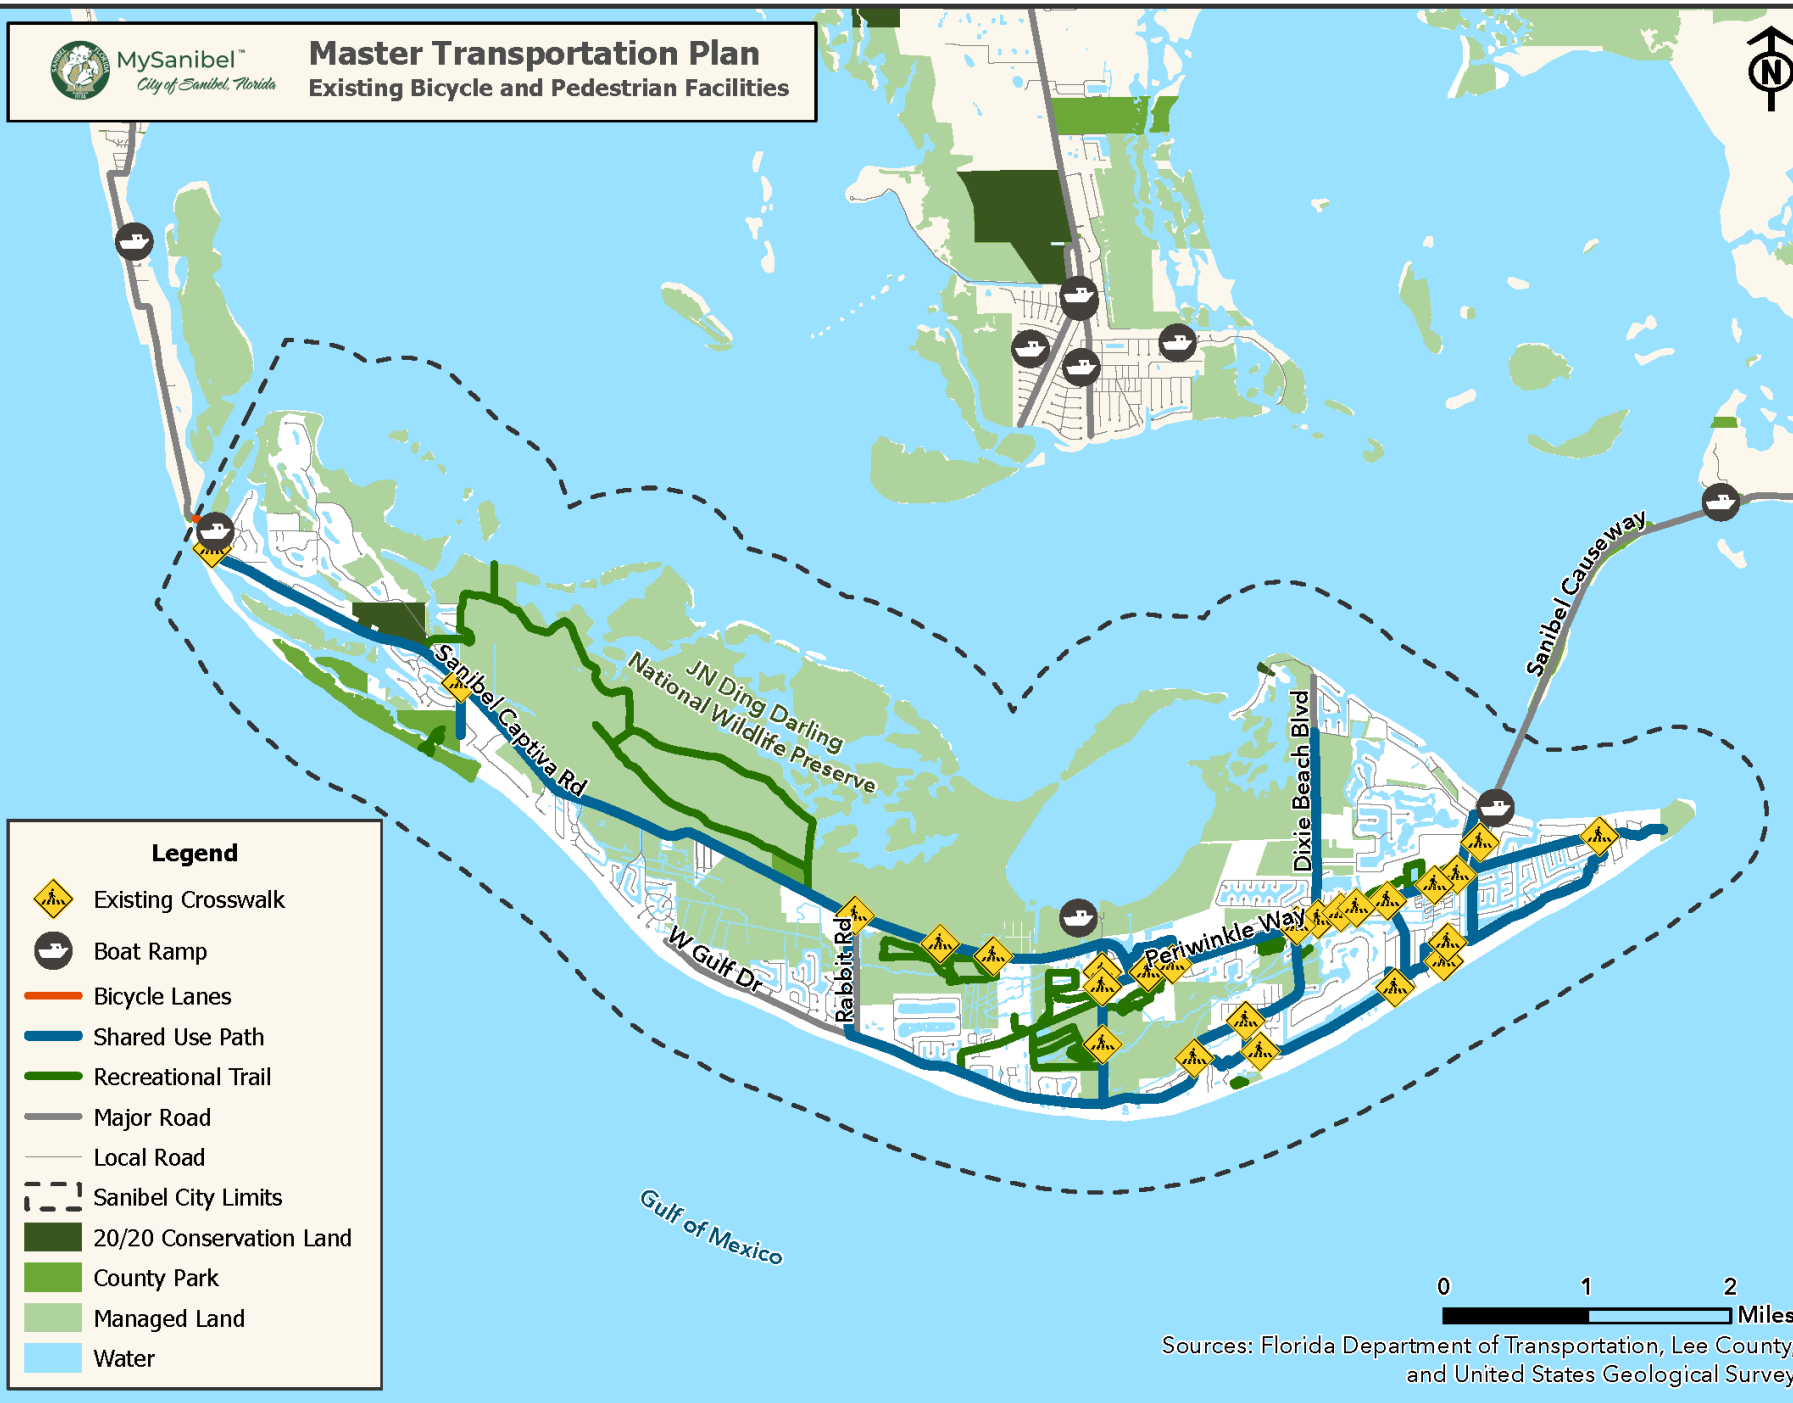 MySanibel™
City of Sanibel, Florida
Master Transportation Plan
Existing Bicycle and Pedestrian Facilities
N
Sanibel Causeway
JN Ding Darling
National Wildlife Preserve
Sanibel Captiva Rd
Dixie Beach Blvd
Periwinkle Way
Rabbit Rd
W Gulf Dr
Gulf of Mexico
Legend
Existing Crosswalk
Boat Ramp
Bicycle Lanes
Shared Use Path
Recreational Trail
Major Road
Local Road
Sanibel City Limits
20/20 Conservation Land
County Park
Managed Land
Water
0 1 2
Miles
Sources: Florida Department of Transportation, Lee County,
and United States Geological Survey